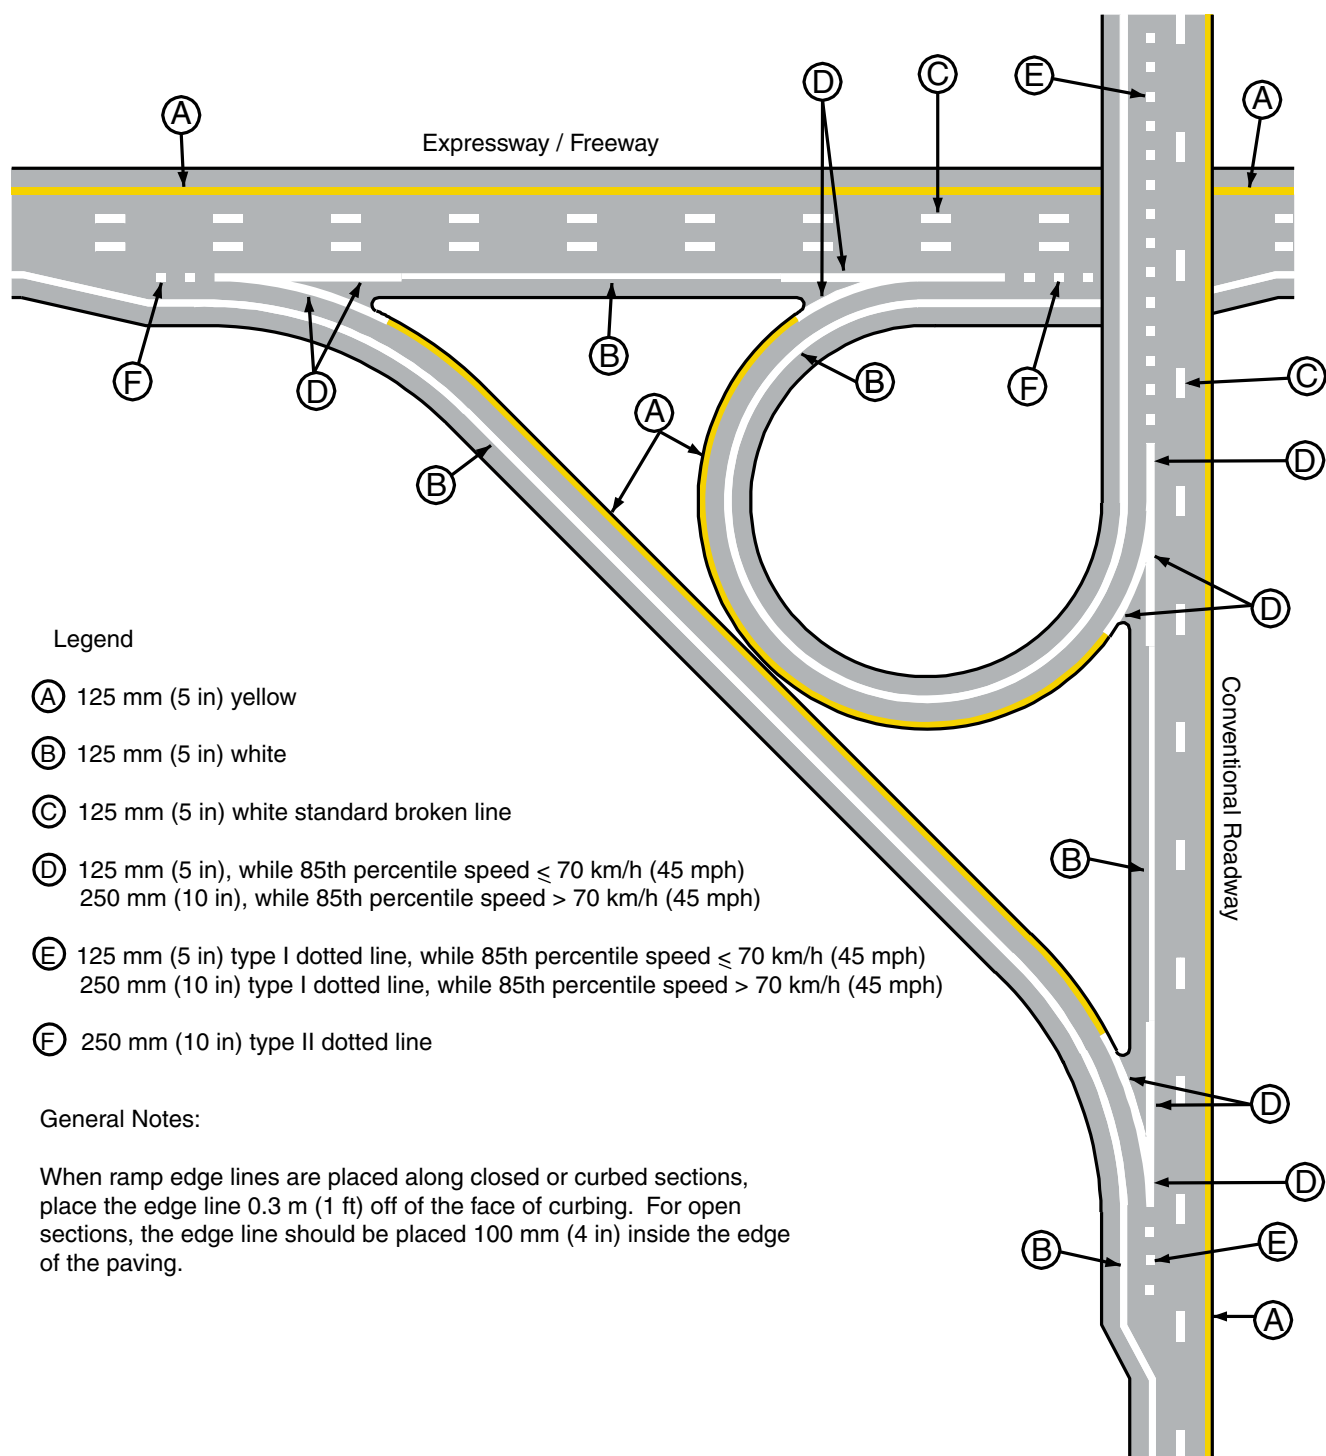 D
C
E
A
A
Expressway / Freeway
F
D
B
B
F
C
A
B
D
D
Legend
A 125 mm (5 in) yellow
B 125 mm (5 in) white
C 125 mm (5 in) white standard broken line
D 125 mm (5 in), while 85th percentile speed ≤ 70 km/h (45 mph)
250 mm (10 in), while 85th percentile speed > 70 km/h (45 mph)
E 125 mm (5 in) type I dotted line, while 85th percentile speed ≤ 70 km/h (45 mph)
250 mm (10 in) type I dotted line, while 85th percentile speed > 70 km/h (45 mph)
F 250 mm (10 in) type II dotted line
Conventional Roadway
B
D
D
E
B
A
General Notes:
When ramp edge lines are placed along closed or curbed sections,
place the edge line 0.3 m (1 ft) off of the face of curbing.  For open
sections, the edge line should be placed 100 mm (4 in) inside the edge
of the paving.